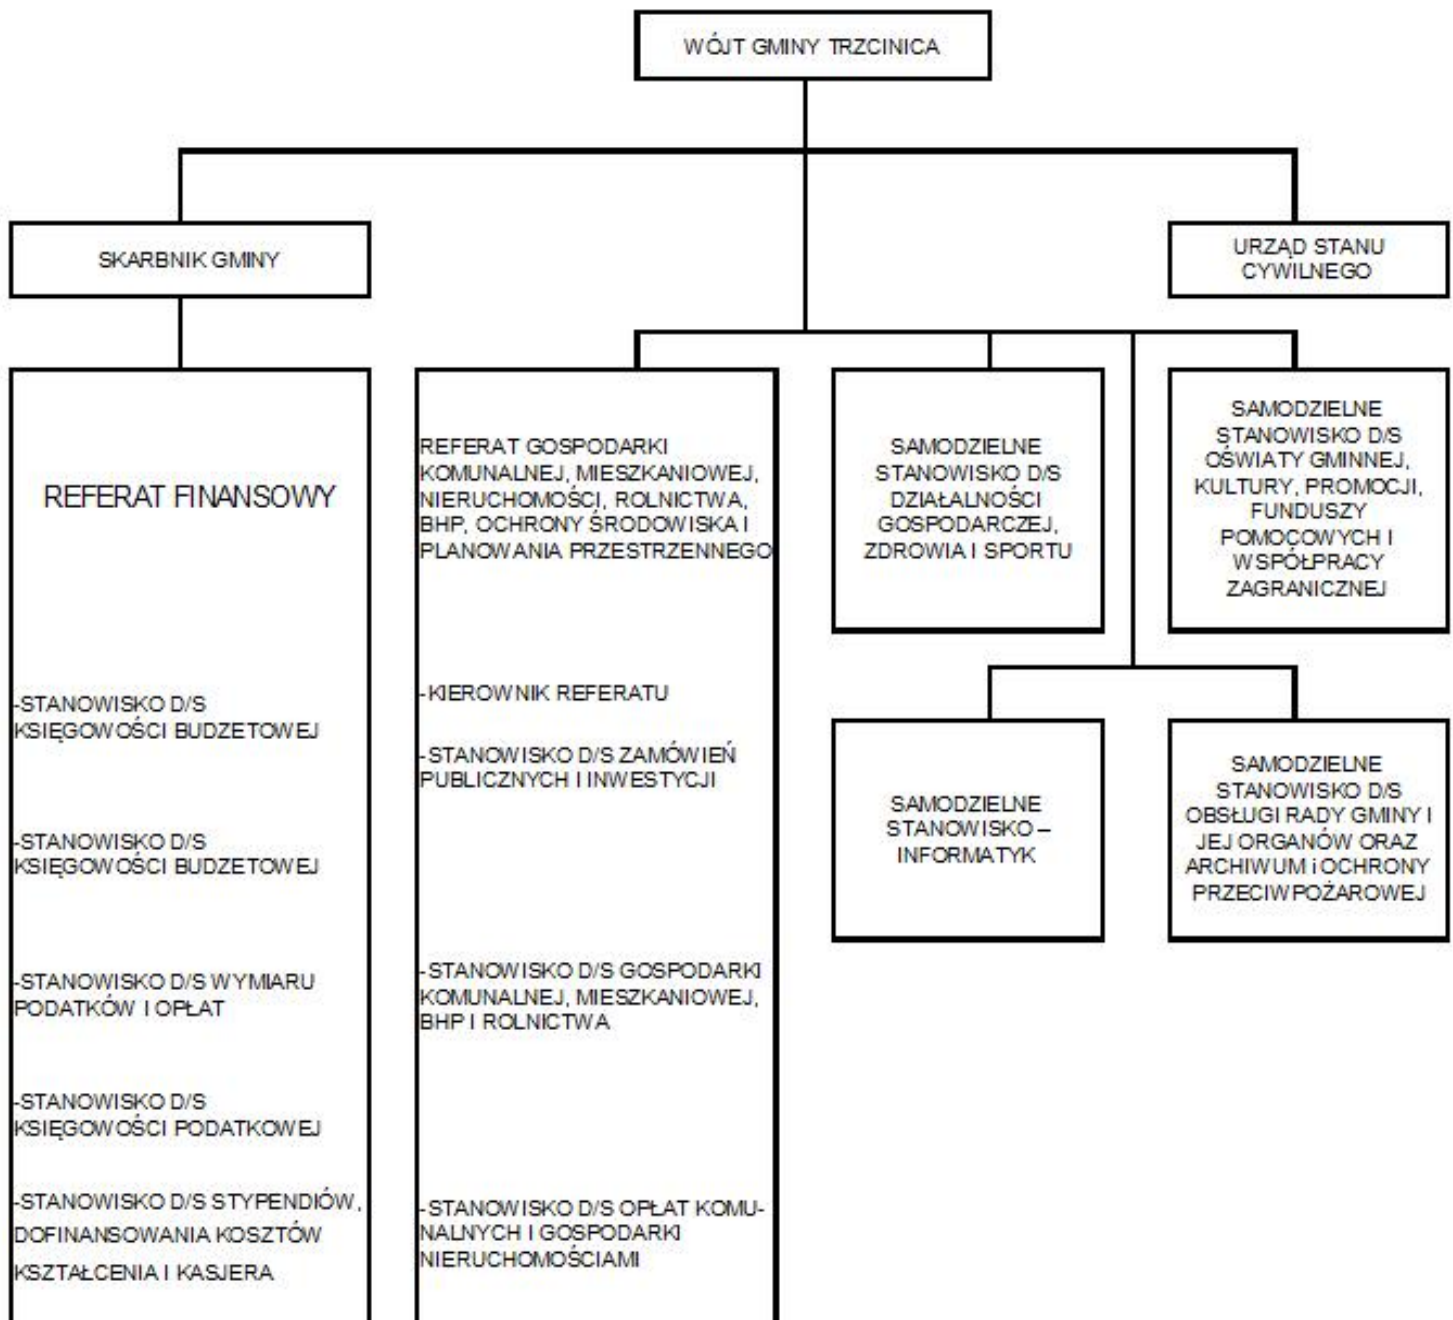 WÓJT GMINY TRZCINICA
SKARBNIK GMINY
URZĄD STANU
CYWILNEGO
REFERAT FINANSOWY
-STANOWISKO D/S
KSIĘGOWOŚCI BUDZETOWEJ
-STANOWISKO D/S
KSIĘGOWOŚCI BUDZETOWEJ
-STANOWISKO D/S WYMIARU
PODATKÓW I OPŁAT
-STANOWISKO D/S
KSIĘGOWOŚCI PODATKOWEJ
-STANOWISKO D/S STYPENDIÓW,
DOFINANSOWANIA KOSZTÓW
KSZTAŁCENIA I KASJERA
REFERAT GOSPODARKI
KOMUNALNEJ, MIESZKANIOWEJ,
NIERUCHOMOŚCI, ROLNICTWA,
BHP, OCHRONY ŚRODOWISKA I
PLANOWANIA PRZESTRZENNEGO
-KIEROWNIK REFERATU
-STANOWISKO D/S ZAMÓWIEŃ
PUBLICZNYCH I INWESTYCJI
-STANOWISKO D/S GOSPODARKI
KOMUNALNEJ, MIESZKANIOWEJ,
BHP I ROLNICTWA
-STANOWISKO D/S OPŁAT KOMU-
NALNYCH I GOSPODARKI
NIERUCHOMOŚCIAMI
SAMODZIELNE
STANOWISKO D/S
DZIAŁALNOŚCI
GOSPODARCZEJ,
ZDROWIA I SPORTU
SAMODZIELNE
STANOWISKO D/S
OŚWIATY GMINNEJ,
KULTURY, PROMOCJI,
FUNDUSZY
POMOCOWYCH I
WSPÓŁPRACY
ZAGRANICZNEJ
SAMODZIELNE
STANOWISKO –
INFORMATYK
SAMODZIELNE
STANOWISKO D/S
OBSŁUGI RADY GMINY I
JEJ ORGANÓW ORAZ
ARCHIWUM i OCHRONY
PRZECIWPOŻAROWEJ